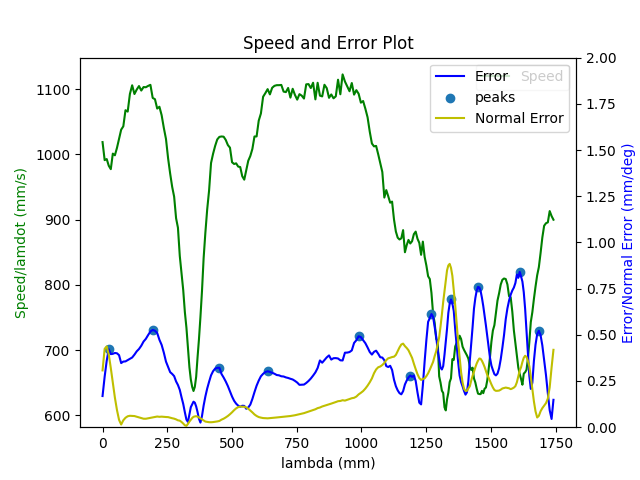 Speed and Error Plot
Speed/lamdot (mm/s)
1100
1000
900
800
700
600
Error
Speed
peaks
Normal Error
2.00
1.75
1.50
1.25
1.00
0.75
0.50
0.25
0.00
Error/Normal Error (mm/deg)
0 250 500 750 1000 1250 1500 1750
lambda (mm)